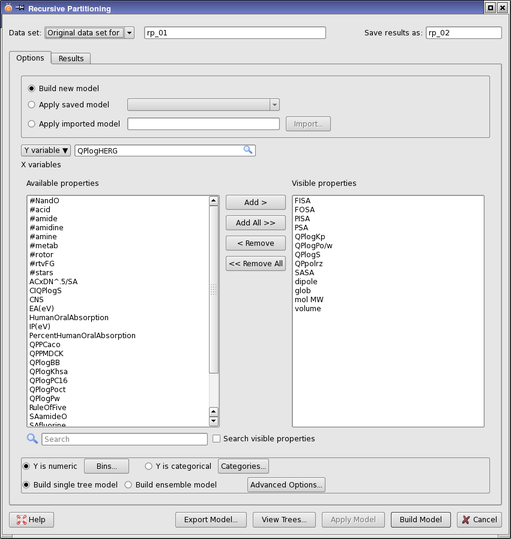 Recursive Partitioning
Data set: Original data set for rp_01 Save results as: rp_02
Options Results
Build new model
Apply saved model
Apply imported model Import...
Y variable QPlogHERG
X variables
Available properties
#NandO
#acid
#amide
#amidine
#amine
#metab
#rotor
#rtvFG
#stars
ACxDN^.5/SA
CIQPlogS
CNS
EA(eV)
HumanOralAbsorption
IP(eV)
PercentHumanOralAbsorption
QPPCaco
QPPMDCK
QPlogBB
QPlogKhsa
QPlogPC16
QPlogPoct
QPlogPw
RuleOfFive
SAamideO
SAfluorine
Add >
Add All >>
< Remove
<< Remove All
Visible properties
FISA
FOSA
PISA
PSA
QPlogKp
QPlogPo/w
QPlogS
QPpolrz
SASA
dipole
glob
mol MW
volume
Search Search visible properties
Y is numeric Bins... Y is categorical Categories...
Build single tree model Build ensemble model Advanced Options...
Help Export Model... View Trees... Apply Model Build Model Cancel